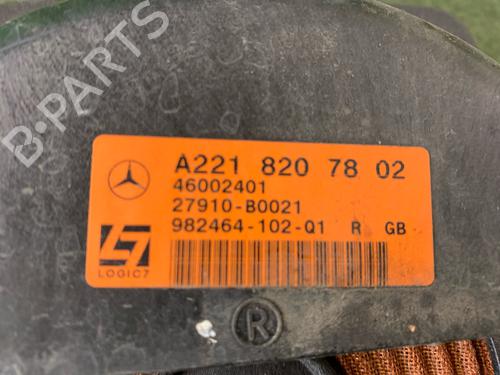 B-PARTS
A221 820 78 02
46002401
27910-B0021
982464-102-Q1 R GB
LOGIC7
R